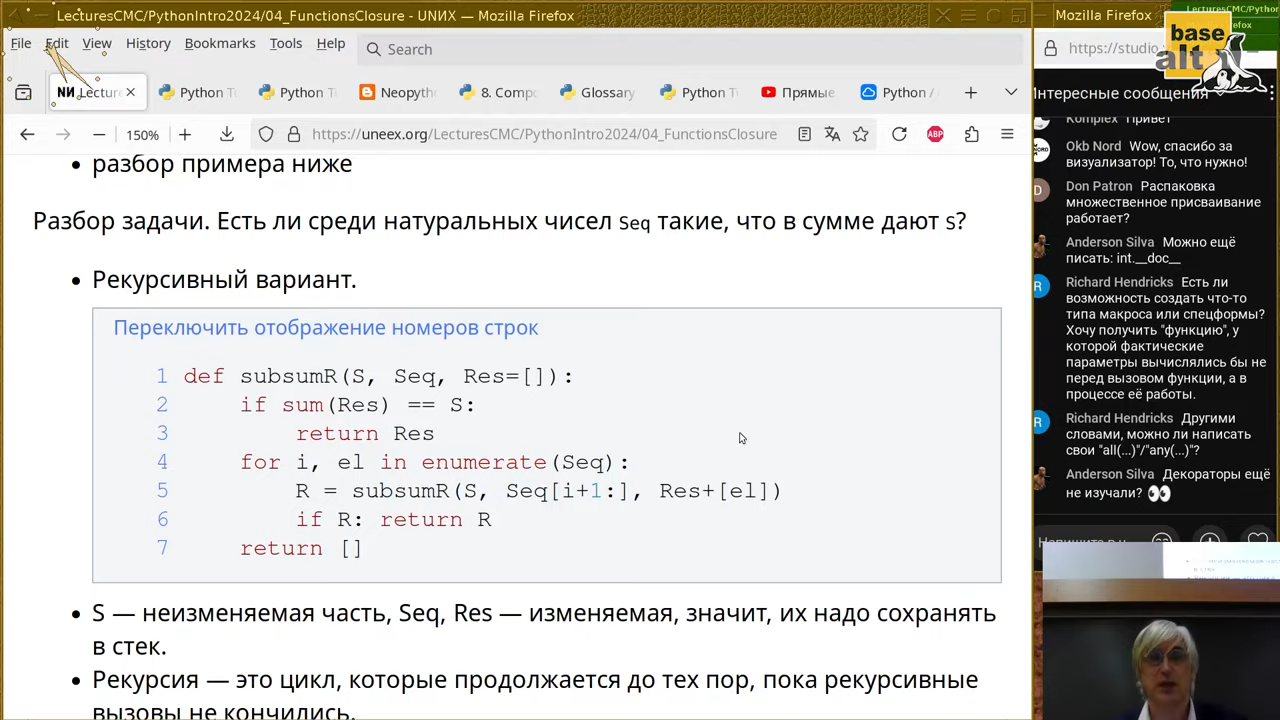 LecturesCMC/PythonIntro2024/04_FunctionsClosure - UNИX — Mozilla Firefox
Mozilla Firefox
LecturesCMC/Pytho
base
alt
File Edit View History Bookmarks Tools Help
Search
https://studio
NИ Lecture
Python T
Python T
Neopyth
8. Comp
Glossary
Python T
Прямые
Python /
150%
https://uneex.org/LecturesCMC/PythonIntro2024/04_FunctionsClosure
ABP
разбор примера ниже
Разбор задачи. Есть ли среди натуральных чисел Seq такие, что в сумме дают S?
Рекурсивный вариант.
Переключить отображение номеров строк
1 def subsumR(S, Seq, Res=[]):
2 if sum(Res) == S:
3 return Res
4 for i, el in enumerate(Seq):
5 R = subsumR(S, Seq[i+1:], Res+[el])
6 if R: return R
7 return []
S — неизменяемая часть, Seq, Res — изменяемая, значит, их надо сохранять
в стек.
Рекурсия — это цикл, которые продолжается до тех пор, пока рекурсивные
вызовы не кончились.
Интересные сообщения
Komplex Привет
Okb Nord Wow, спасибо за
визуализатор! То, что нужно!
D Don Patron Распаковка
множественное присваивание
работает?
Anderson Silva Можно ещё
писать: int.__doc__
R Richard Hendricks Есть ли
возможность создать что-то
типа макроса или спецформы?
Хочу получить "функцию", у
которой фактические
параметры вычислялись бы не
перед вызовом функции, а в
процессе её работы.
R Richard Hendricks Другими
словами, можно ли написать
свои "all(...)"/"any(...)"?
Anderson Silva Декораторы ещё
не изучали? 👀